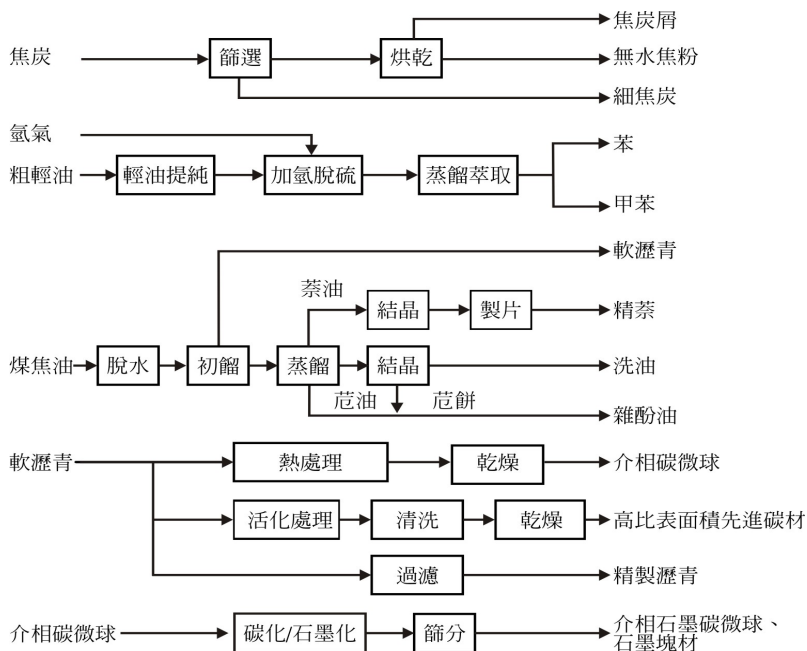 焦炭屑
焦炭
篩選
烘乾
無水焦粉
細焦炭
氫氣
苯
粗輕油
輕油提純
加氫脫硫
蒸餾萃取
甲苯
軟瀝青
萘油
結晶
製片
精萘
煤焦油
脫水
初餾
蒸餾
結晶
洗油
苊油
苊餅
雜酚油
軟瀝青
熱處理
乾燥
介相碳微球
活化處理
清洗
乾燥
高比表面積先進碳材
過濾
精製瀝青
介相碳微球
碳化/石墨化
篩分
介相石墨碳微球、
石墨塊材